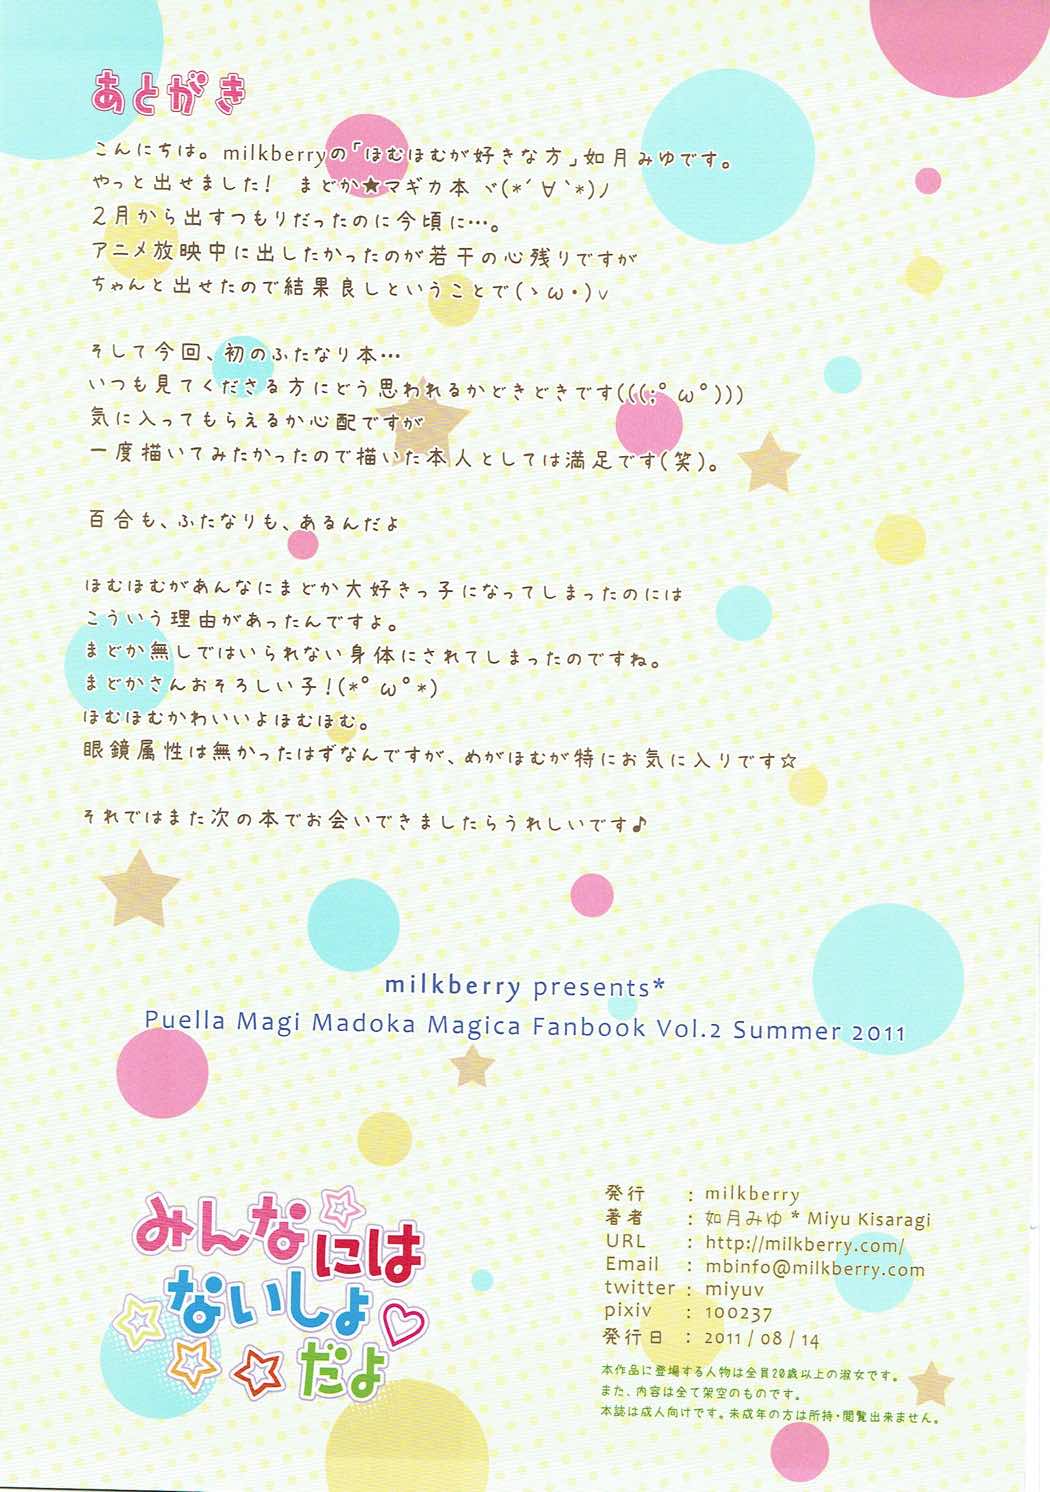 あとがき
こんにちは。milkberryの「ほむほむが好きな方」如月みゆです。
やっと出せました！ まどか★マギカ本 ヾ(*´∀`*)ﾉ
2月から出すつもりだったのに今頃に…。
アニメ放映中に出したかったのが若干の心残りですが
ちゃんと出せたので結果良しということで(ゝω・)v
そして今回、初のふたなり本…
いつも見てくださる方にどう思われるかどきどきです(((;ﾟωﾟ)))
気に入ってもらえるか心配ですが
一度描いてみたかったので描いた本人としては満足です(笑)。
百合も、ふたなりも、あるんだよ
ほむほむがあんなにまどか大好きっ子になってしまったのには
こういう理由があったんですよ。
まどか無しではいられない身体にされてしまったのですね。
まどかさんおそろしい子！(*ﾟωﾟ*)
ほむほむかわいいよほむほむ。
眼鏡属性は無かったはずなんですが、めがほむが特にお気に入りです☆
それではまた次の本でお会いできましたらうれしいです♪
milkberry presents*
Puella Magi Madoka Magica Fanbook Vol.2 Summer 2011
みんなには
ないしょ♡
だよ
発行 : milkberry
著者 : 如月みゆ * Miyu Kisaragi
URL : http://milkberry.com/
Email : mbinfo@milkberry.com
twitter : miyuv
pixiv : 100237
発行日 : 2011 / 08 / 14
本作品に登場する人物は全員20歳以上の淑女です。
また、内容は全て架空のものです。
本誌は成人向けです。未成年の方は所持・閲覧出来ません。